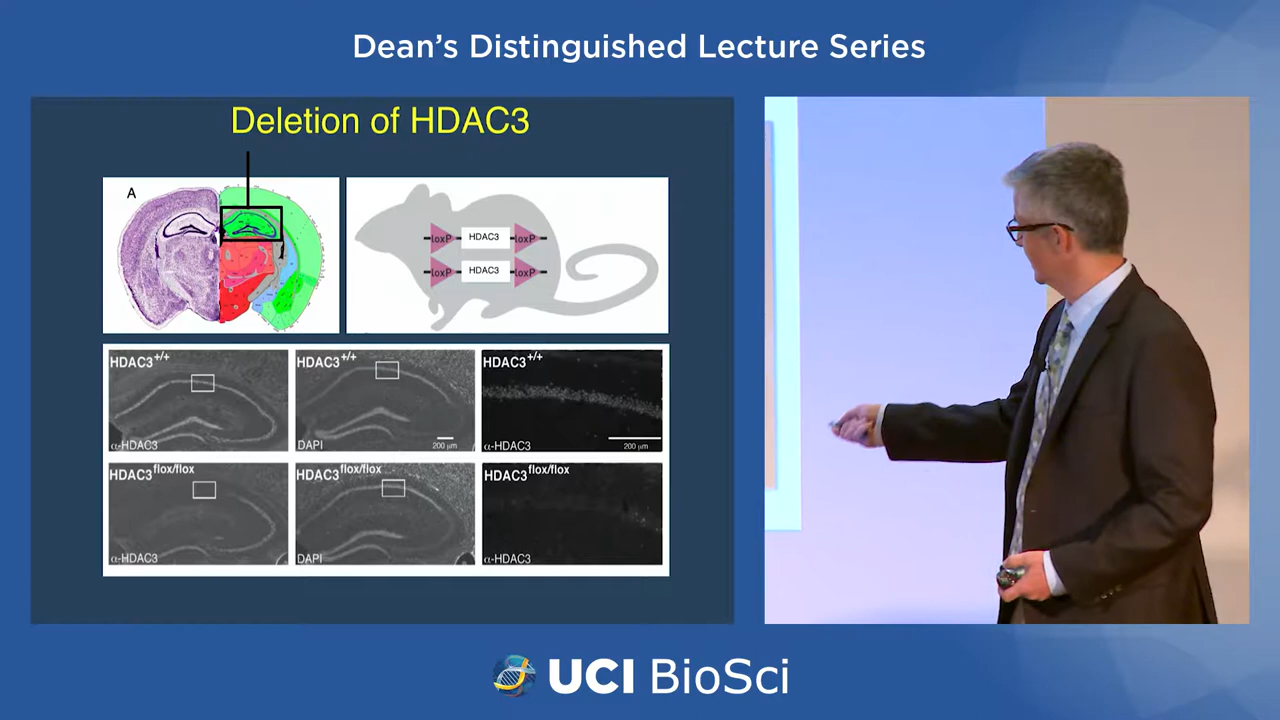 Dean's Distinguished Lecture Series
Deletion of HDAC3
A
loxP HDAC3 loxP
loxP HDAC3 loxP
HDAC3+/+
α-HDAC3
HDAC3+/+
DAPI
200 μm
HDAC3+/+
α-HDAC3
200 μm
HDAC3flox/flox
α-HDAC3
HDAC3flox/flox
DAPI
HDAC3flox/flox
α-HDAC3
UCI BioSci